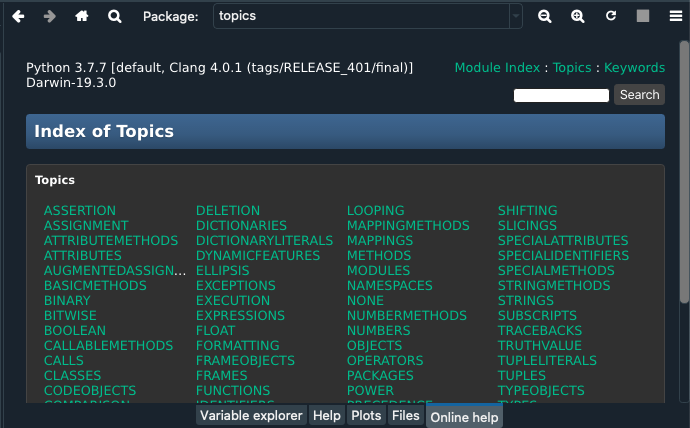 Package: topics
Python 3.7.7 [default, Clang 4.0.1 (tags/RELEASE_401/final)]
Darwin-19.3.0
Module Index : Topics : Keywords
Search
Index of Topics
Topics
ASSERTION DELETION LOOPING SHIFTING
ASSIGNMENT DICTIONARIES MAPPINGMETHODS SLICINGS
ATTRIBUTEMETHODS DICTIONARYLITERALS MAPPINGS SPECIALATTRIBUTES
ATTRIBUTES DYNAMICFEATURES METHODS SPECIALIDENTIFIERS
AUGMENTEDASSIGN... ELLIPSIS MODULES SPECIALMETHODS
BASICMETHODS EXCEPTIONS NAMESPACES STRINGMETHODS
BINARY EXECUTION NONE STRINGS
BITWISE EXPRESSIONS NUMBERMETHODS SUBSCRIPTS
BOOLEAN FLOAT NUMBERS TRACEBACKS
CALLABLEMETHODS FORMATTING OBJECTS TRUTHVALUE
CALLS FRAMEOBJECTS OPERATORS TUPLELITERALS
CLASSES FRAMES PACKAGES TUPLES
CODEOBJECTS FUNCTIONS POWER TYPEOBJECTS
COMPARISON IDENTIFIERS PRECEDENCE TYPES
Variable explorer Help Plots Files Online help